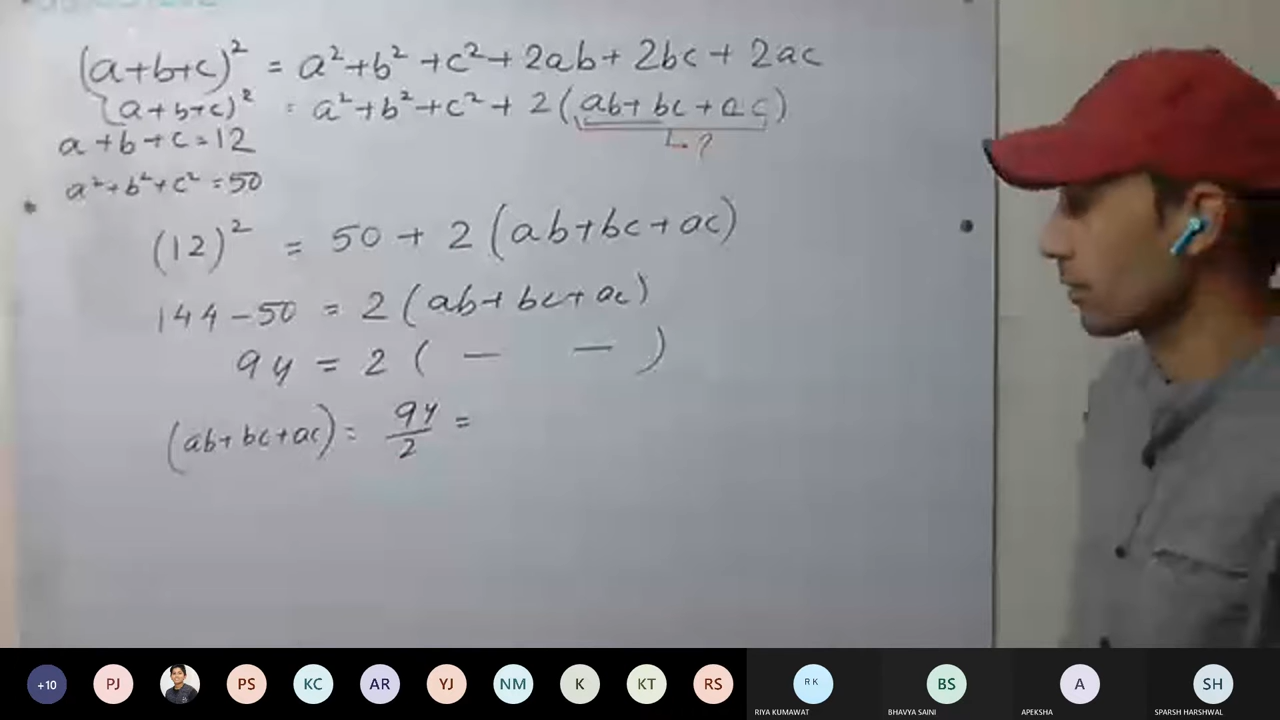 (a+b+c)² = a²+b²+c²+2ab+2bc+2ac
(a+b+c)² = a²+b²+c²+2(ab+bc+ac)
?
a+b+c=12
a²+b²+c²=50
(12)² = 50+2(ab+bc+ac)
144-50 = 2(ab+bc+ac)
94 = 2( — — )
(ab+bc+ac) = 94/2 =
+10 PJ PS KC AR YJ NM K KT RS RK BS A SH
RIYA KUMAWAT BHAVYA SAINI APEKSHA SPARSH HARSHWAL